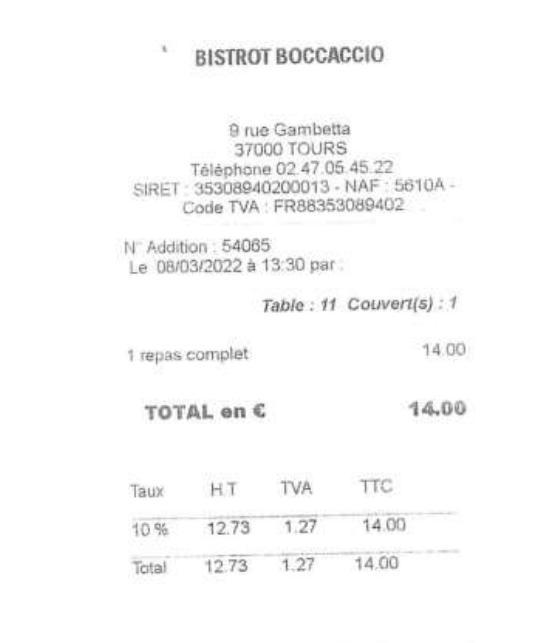 BISTROT BOCCACCIO
9 rue Gambetta
37000 TOURS
Téléphone 02.47.05.45.22
SIRET : 35308940200013 - NAF : 5610A -
Code TVA : FR88353089402
N° Addition : 54065
Le 08/03/2022 à 13:30 par :
Table : 11 Couvert(s) : 1
1 repas complet 14.00
TOTAL en € 14.00
Taux H.T TVA TTC
10 % 12.73 1.27 14.00
Total 12.73 1.27 14.00